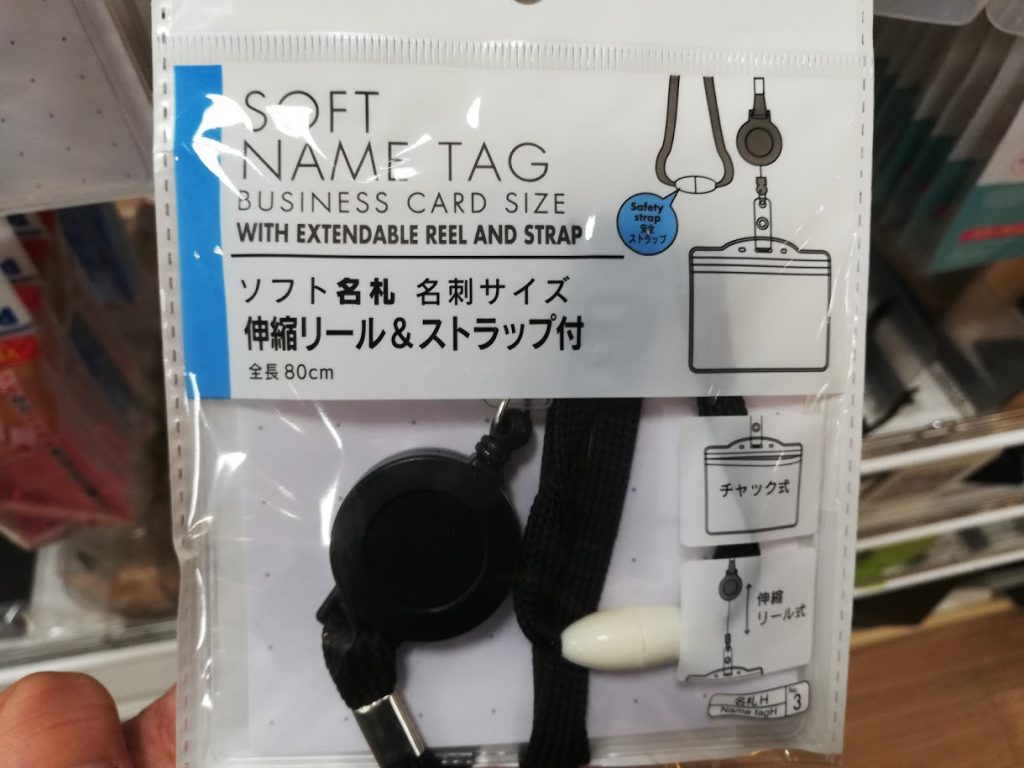 SOFT
NAME TAG
BUSINESS CARD SIZE
WITH EXTENDABLE REEL AND STRAP
Safety
strap
安全
ストラップ
ソフト名札 名刺サイズ
伸縮リール&ストラップ付
全長80cm
チャック式
伸縮
リール式
名札H
Name tagH
No.
3